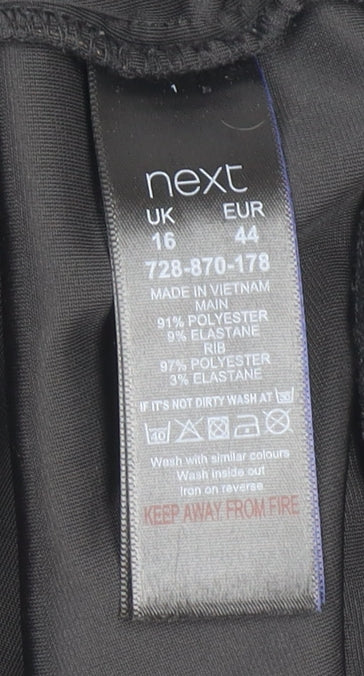 next
UK EUR
16 44
728-870-178
MADE IN VIETNAM
MAIN
91% POLYESTER
9% ELASTANE
RIB
97% POLYESTER
3% ELASTANE
IF IT'S NOT DIRTY WASH AT 30
40
Wash with similar colours
Wash inside out
Iron on reverse
KEEP AWAY FROM FIRE